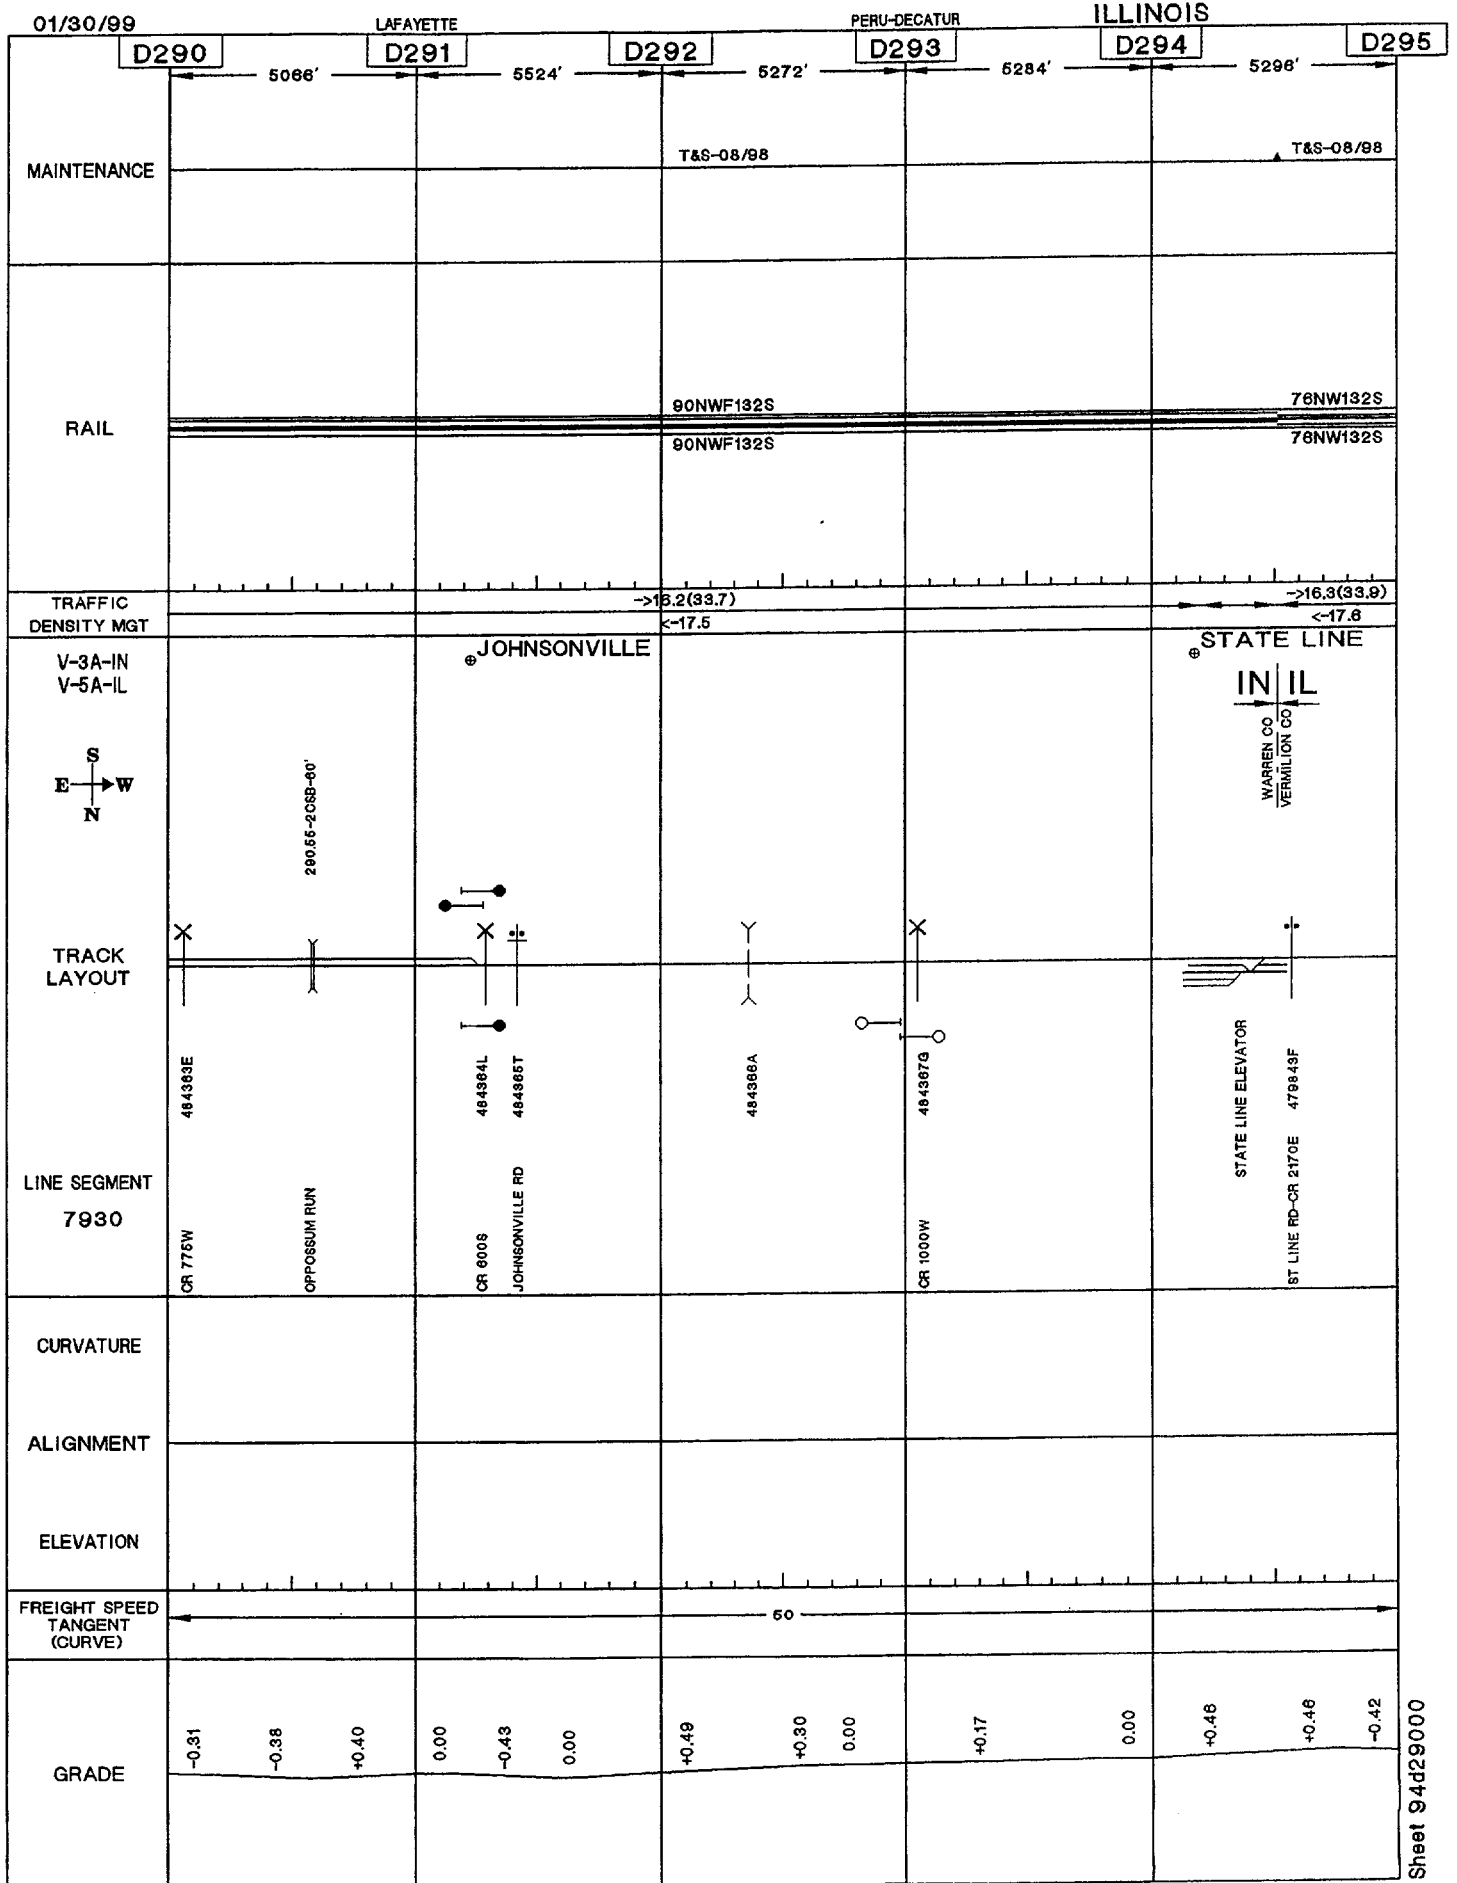 01/30/99
LAFAYETTE
PERU-DECATUR
ILLINOIS
D290
D291
D292
D293
D294
D295
5066'
5524'
5272'
5284'
5296'
MAINTENANCE
T&S-08/98
T&S-08/98
RAIL
90NWF132S
90NWF132S
76NW132S
76NW132S
TRAFFIC
DENSITY MGT
->16.2(33.7)
<-17.5
->16.3(33.9)
<-17.6
V-3A-IN
V-5A-IL
JOHNSONVILLE
STATE LINE
IN IL
WARREN CO
VERMILION CO
S
E W
N
290.55-2CSB-60'
TRACK
LAYOUT
484363E
484364L
484365T
484366A
484367G
STATE LINE ELEVATOR
479843F
LINE SEGMENT
7930
CR 775W
OPPOSSUM RUN
CR 600S
JOHNSONVILLE RD
CR 1000W
ST LINE RD-CR 2170E
CURVATURE
ALIGNMENT
ELEVATION
FREIGHT SPEED
TANGENT
(CURVE)
50
GRADE
-0.31
-0.38
+0.40
0.00
-0.43
0.00
+0.49
+0.30
0.00
+0.17
0.00
+0.46
+0.46
-0.42
Sheet 94d29000